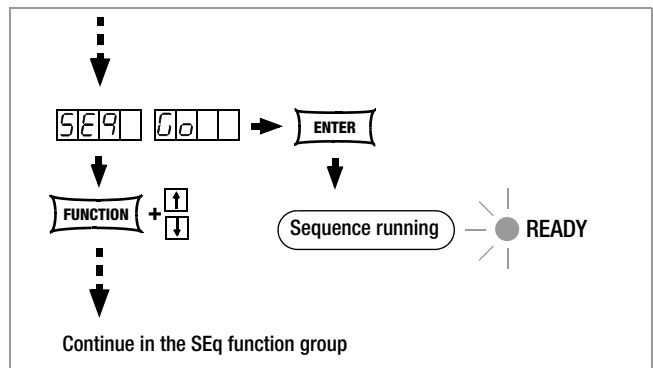 SEq Go ENTER
FUNCTION + ↑
↓
Sequence running READY
Continue in the SEq function group